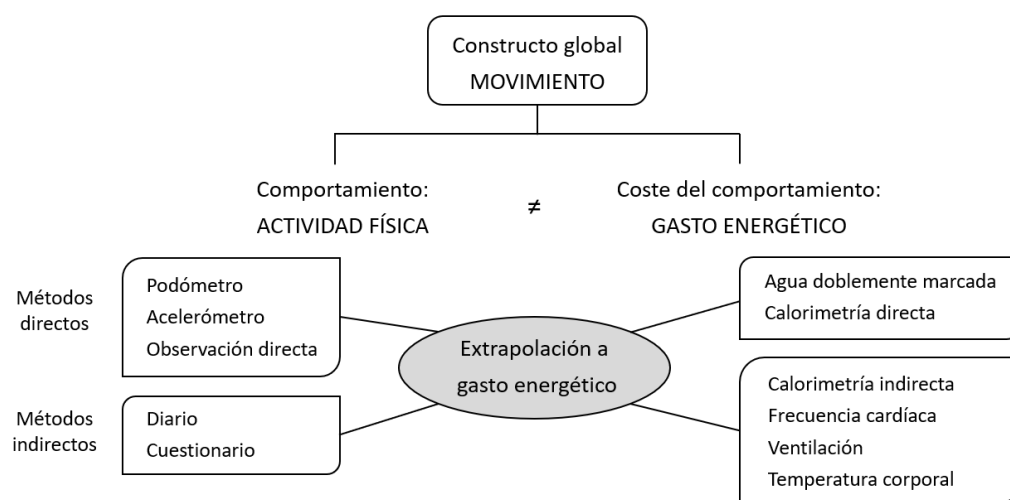 Constructo global
MOVIMIENTO
Comportamiento:
ACTIVIDAD FÍSICA
≠
Coste del comportamiento:
GASTO ENERGÉTICO
Métodos
directos
Podómetro
Acelerómetro
Observación directa
Extrapolación a
gasto energético
Agua doblemente marcada
Calorimetría directa
Métodos
indirectos
Diario
Cuestionario
Calorimetría indirecta
Frecuencia cardíaca
Ventilación
Temperatura corporal